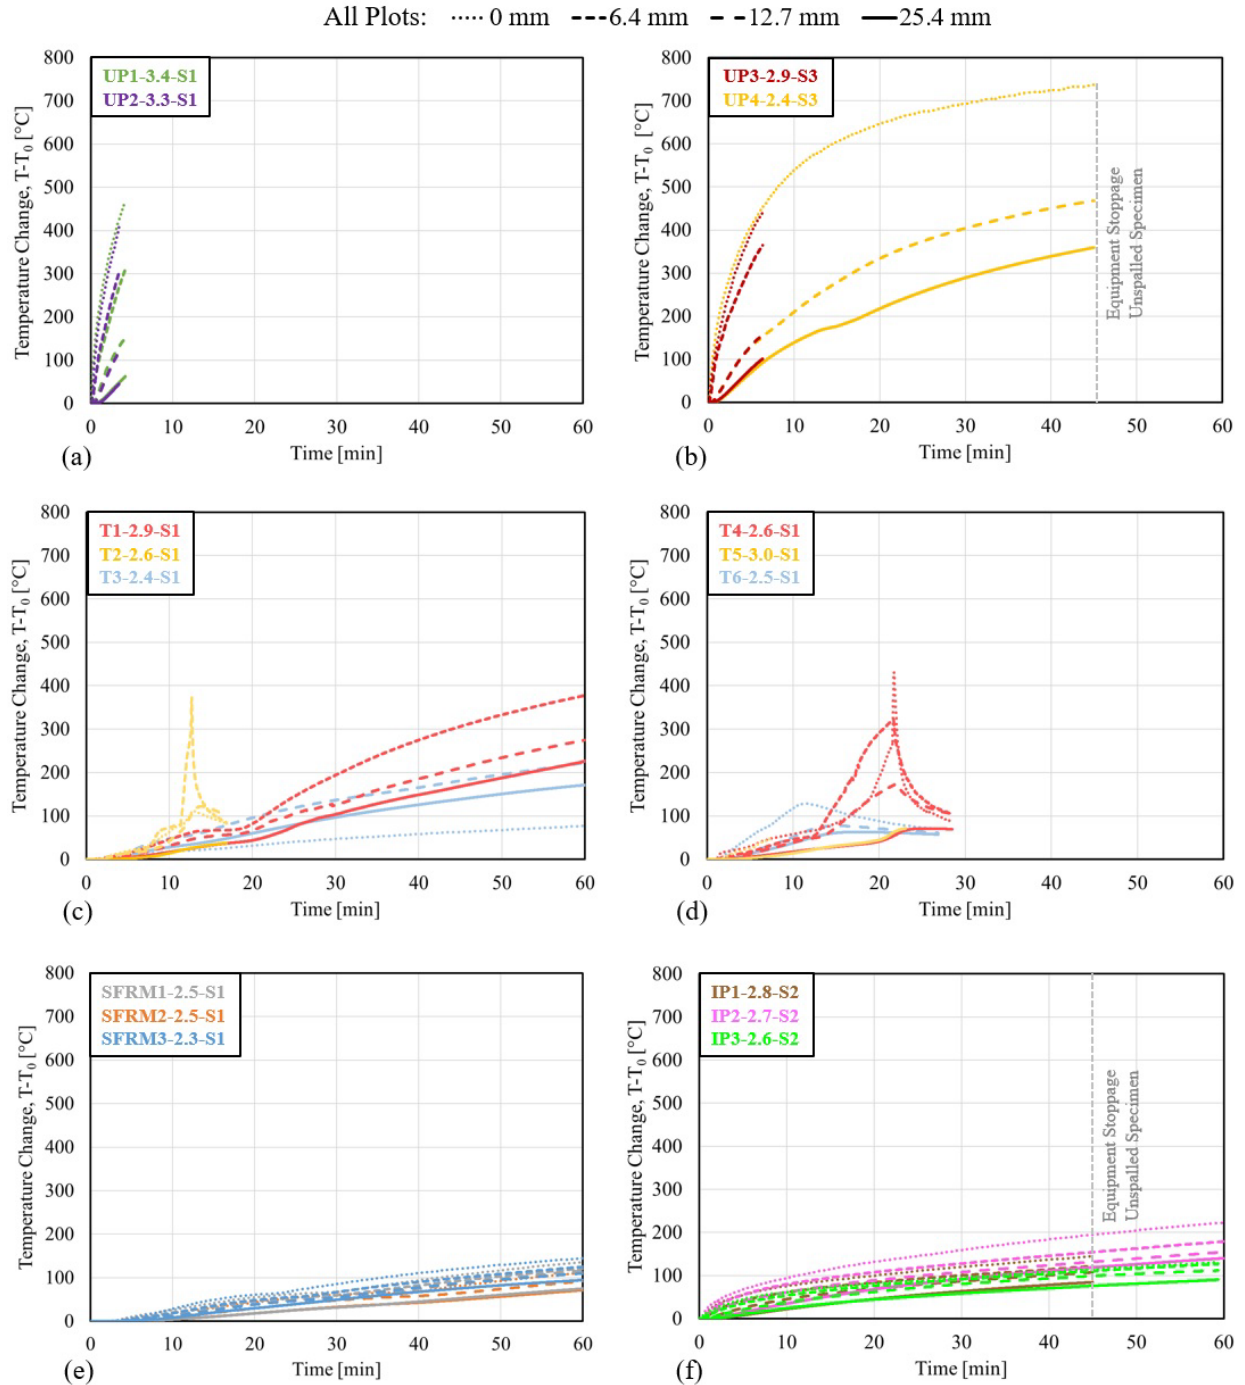 All Plots: 0 mm 6.4 mm 12.7 mm 25.4 mm
Temperature Change, T-T0 [°C]
800
700
600
500
400
300
200
100
0
UP1-3.4-S1
UP2-3.3-S1
0 10 20 30 40 50 60
Time [min]
(a)
Temperature Change, T-T0 [°C]
800
700
600
500
400
300
200
100
0
UP3-2.9-S3
UP4-2.4-S3
Equipment Stoppage
Unspalled Specimen
0 10 20 30 40 50 60
Time [min]
(b)
Temperature Change, T-T0 [°C]
800
700
600
500
400
300
200
100
0
T1-2.9-S1
T2-2.6-S1
T3-2.4-S1
0 10 20 30 40 50 60
Time [min]
(c)
Temperature Change, T-T0 [°C]
800
700
600
500
400
300
200
100
0
T4-2.6-S1
T5-3.0-S1
T6-2.5-S1
0 10 20 30 40 50 60
Time [min]
(d)
Temperature Change, T-T0 [°C]
800
700
600
500
400
300
200
100
0
SFRM1-2.5-S1
SFRM2-2.5-S1
SFRM3-2.3-S1
0 10 20 30 40 50 60
Time [min]
(e)
Temperature Change, T-T0 [°C]
800
700
600
500
400
300
200
100
0
IP1-2.8-S2
IP2-2.7-S2
IP3-2.6-S2
Equipment Stoppage
Unspalled Specimen
0 10 20 30 40 50 60
Time [min]
(f)